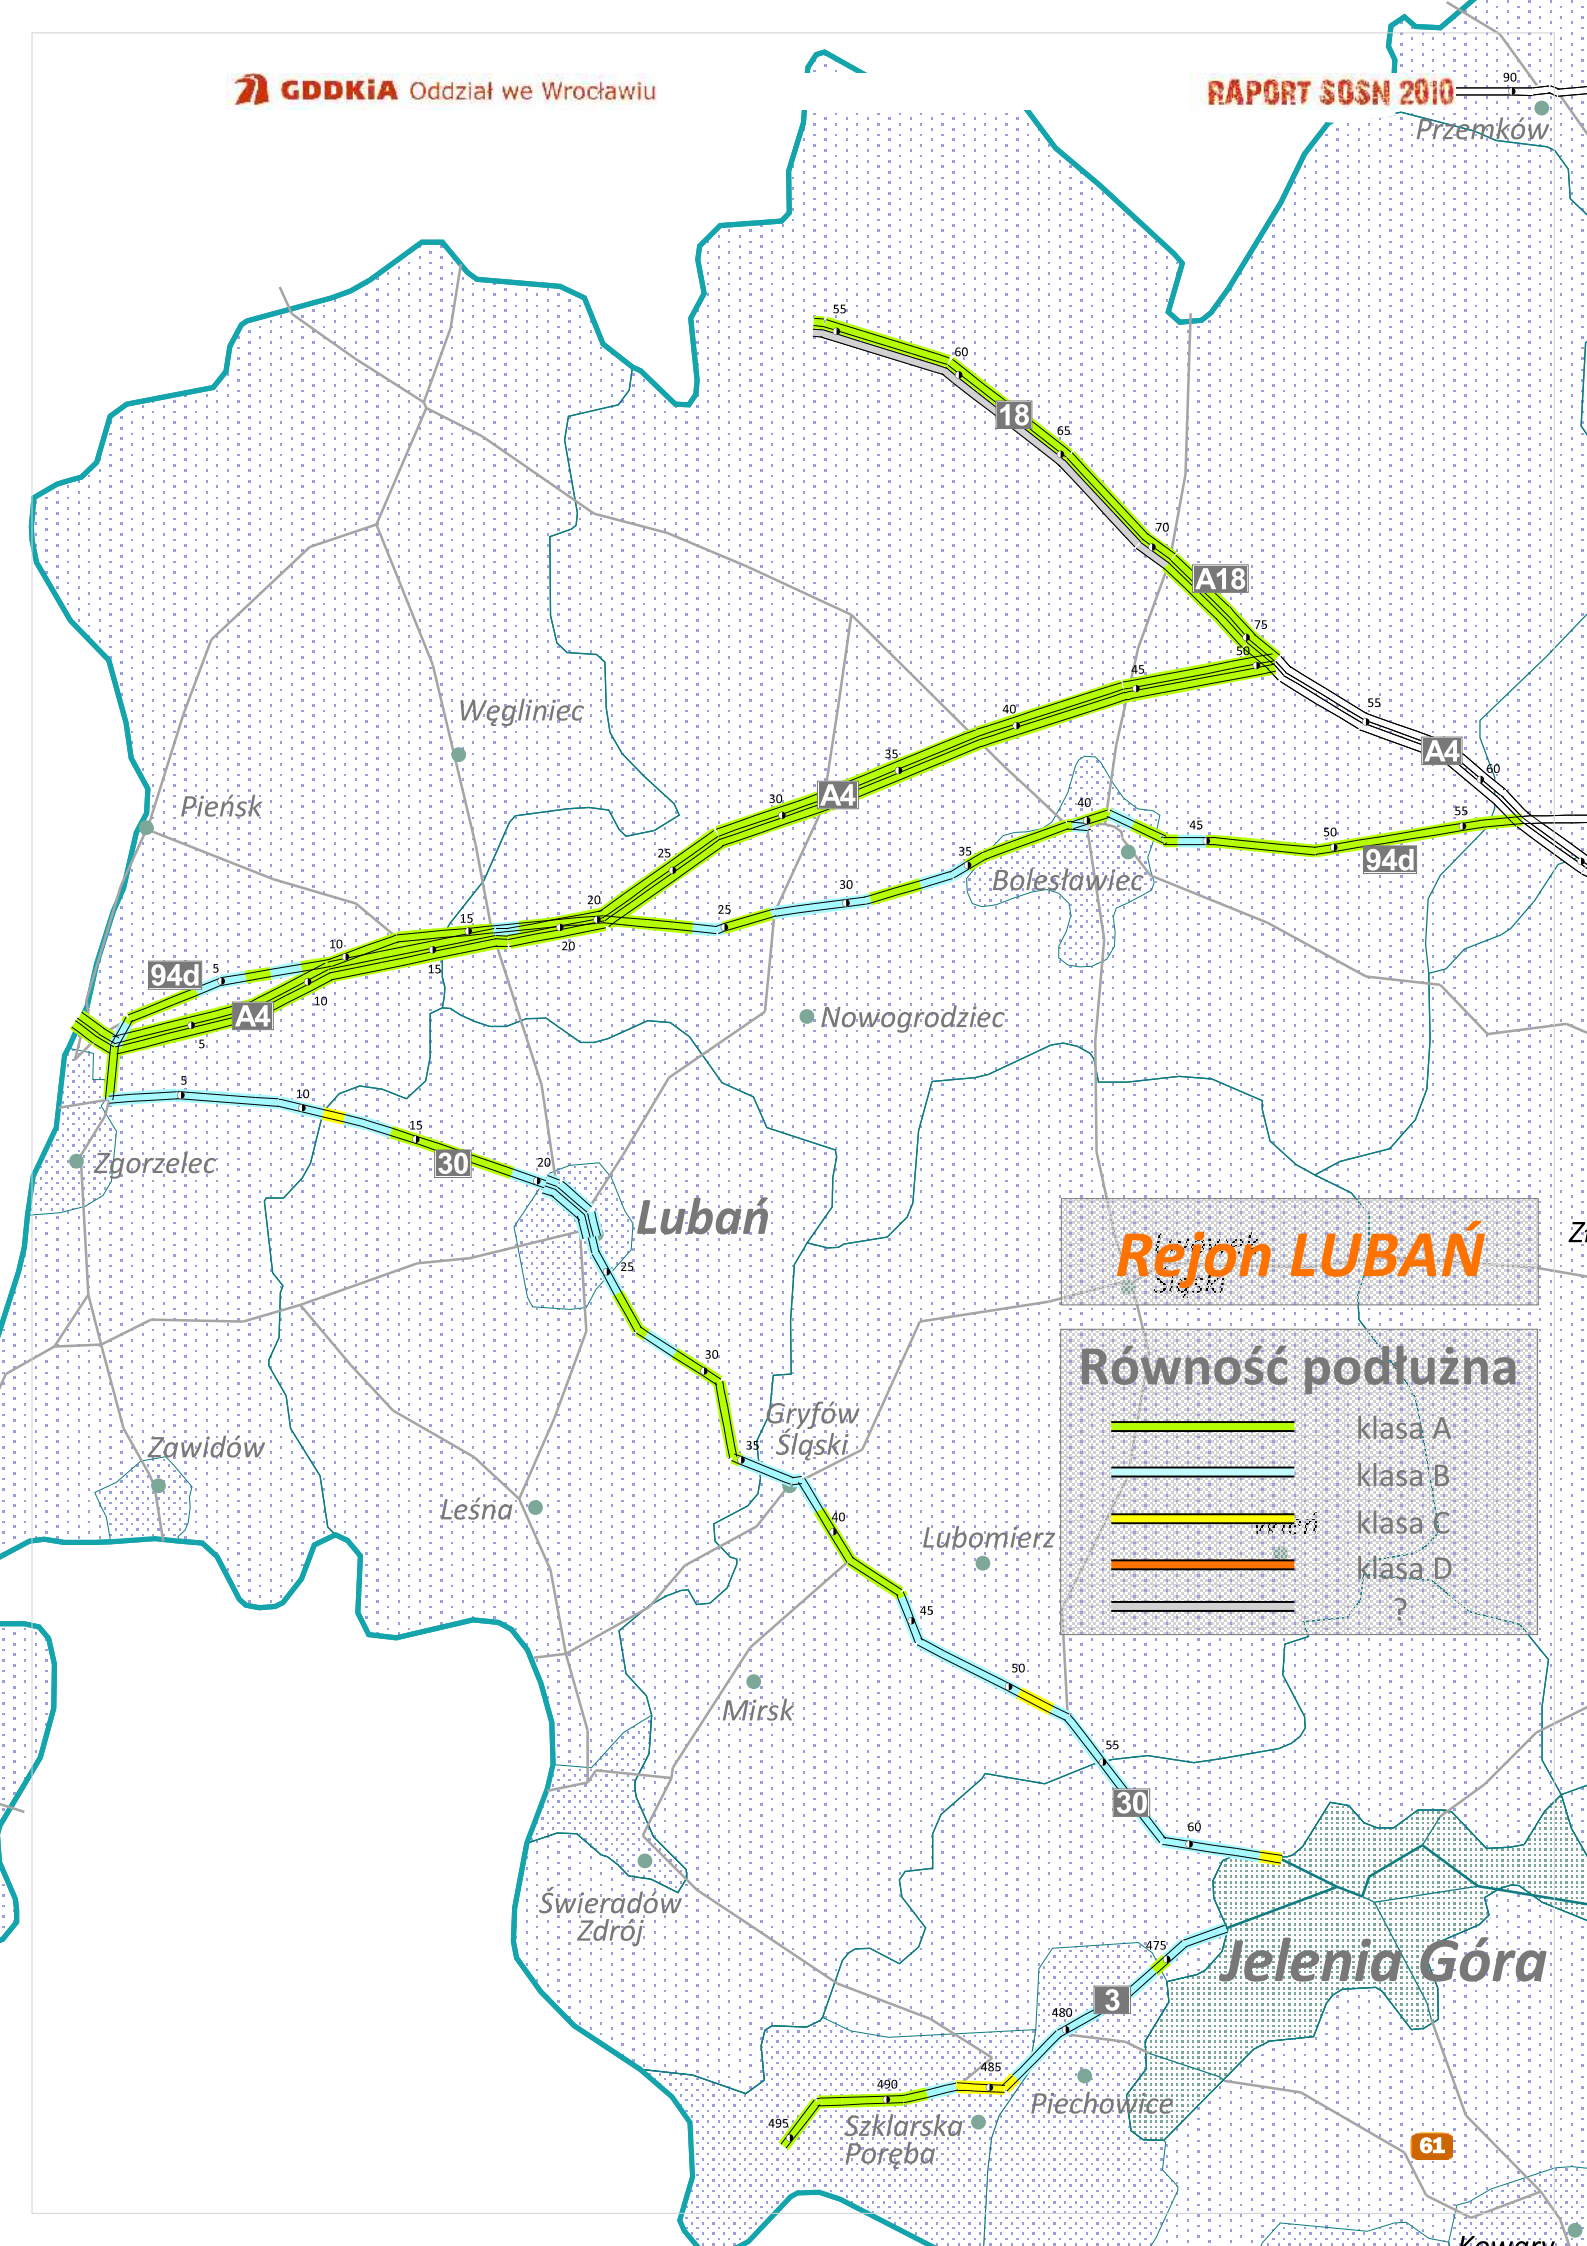 GDDKiA Oddział we Wrocławiu
RAPORT SOSN 2010
90
Przemków
55
60
18
65
70
A18
75
50
45
55
Węgliniec
40
A4
35
60
Pieńsk
A4
30
40
45
50
55
25
35
94d
Bolesławiec
30
20
25
15
10
20
94d
5
15
10
A4
Nowogrodziec
5
5
10
15
30
20
Zgorzelec
Lubań
25
Rejon LUBAŃ
30
Równość podłużna
Gryfów
Śląski
35
klasa A
Zawidów
klasa B
Leśna
40
klasa C
Lubomierz
klasa D
45
?
50
Mirsk
55
30
60
Świeradów
Zdrój
475
Jelenia Góra
3
480
485
490
Piechowice
495
Szklarska
Poręba
61
Kowary